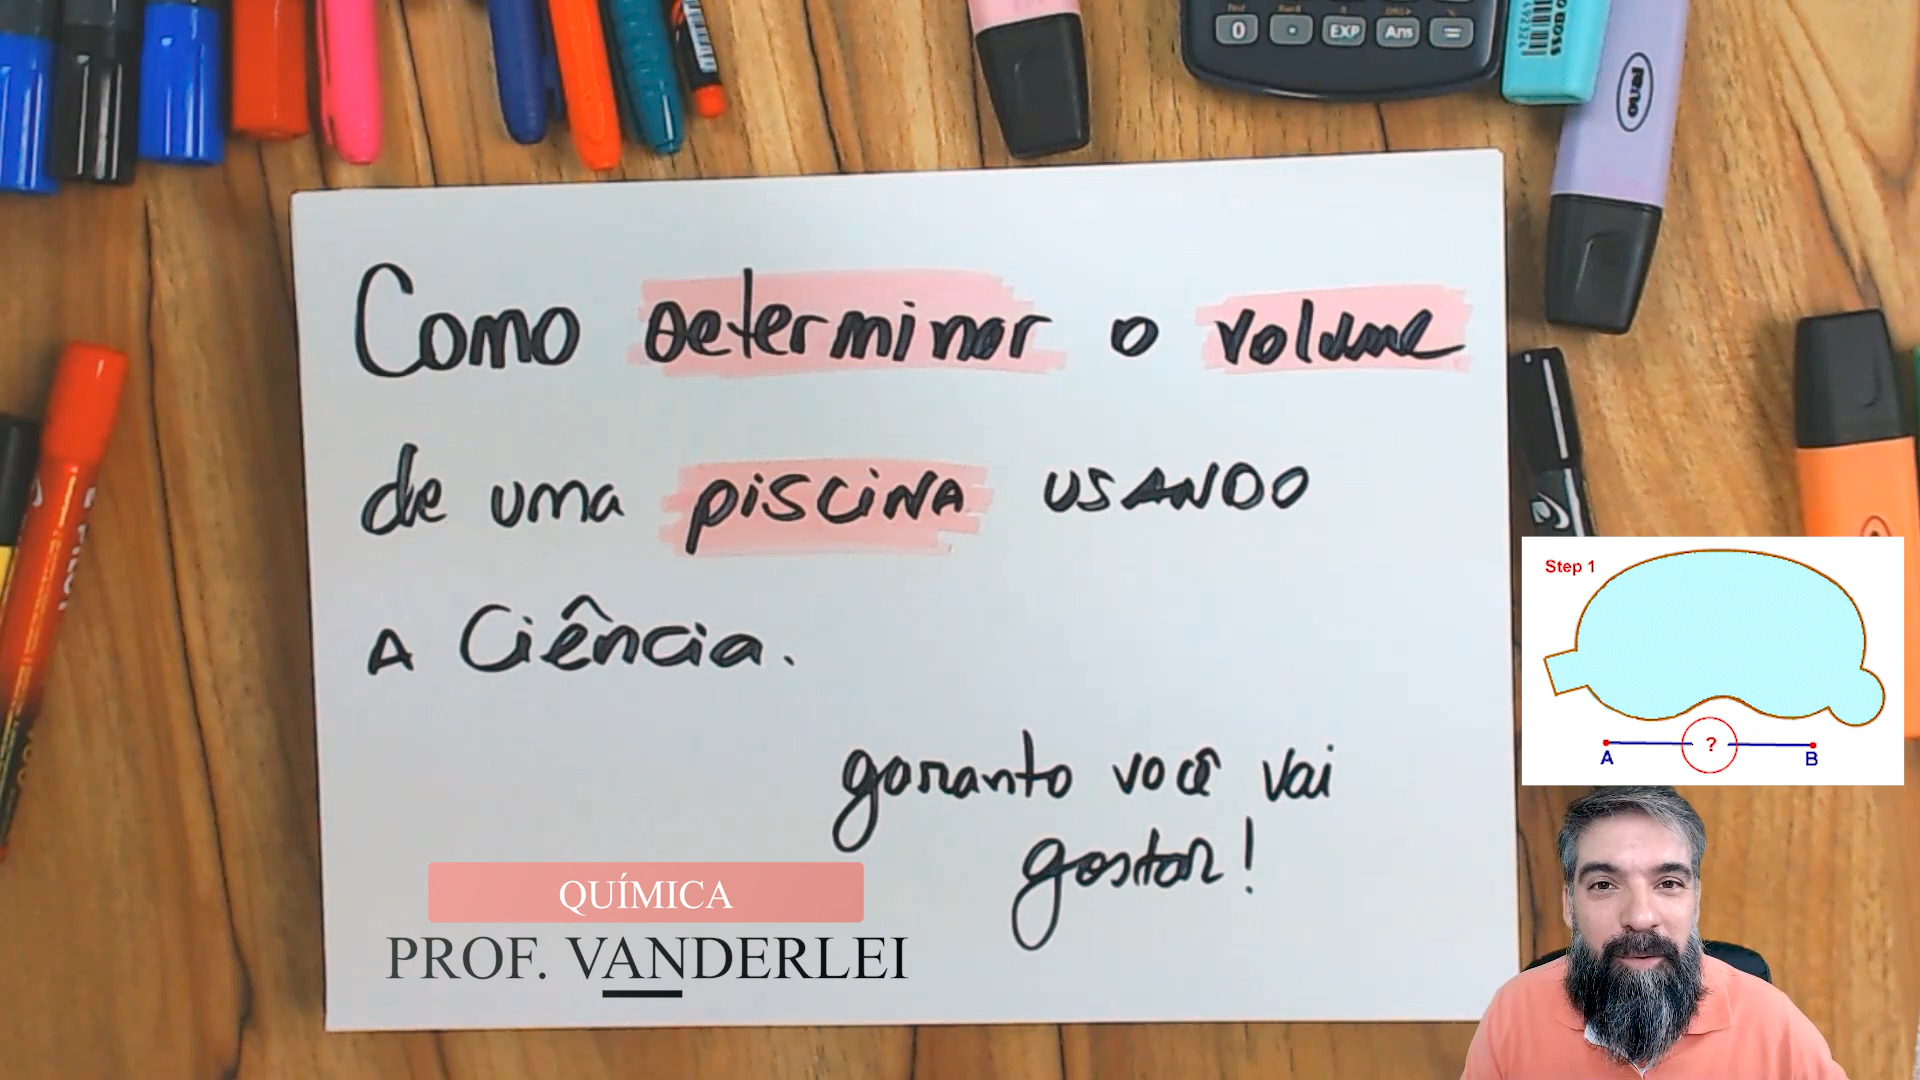 Como determinar o volume
de uma piscina usando
a Ciência.
garanto você vai
gostar!
QUÍMICA
PROF. VANDERLEI
Step 1
?
A
B
0
EXP
Ans
=
BOSS